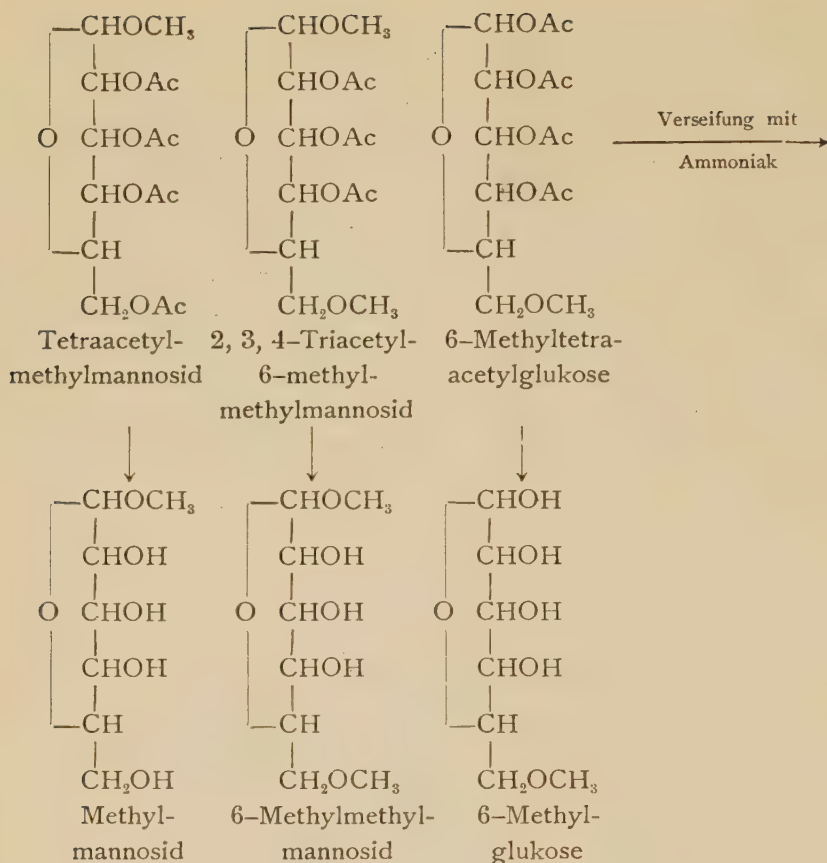 CHOCH₃ CHOCH₃ CHOAc
CHOAc CHOAc CHOAc
O CHOAc O CHOAc O CHOAc Verseifung mit
Ammoniak
CHOAc CHOAc CHOAc
CH CH CH
CH₂OAc CH₂OCH₃ CH₂OCH₃
Tetraacetyl- 2, 3, 4–Triacetyl- 6–Methyltetra-
methylmannosid 6–methyl- acetylglukose
methylmannosid
CHOCH₃ CHOCH₃ CHOH
CHOH CHOH CHOH
O CHOH O CHOH O CHOH
CHOH CHOH CHOH
CH CH CH
CH₂OH CH₂OCH₃ CH₂OCH₃
Methyl- 6–Methylmethyl- 6–Methyl-
mannosid mannosid glukose